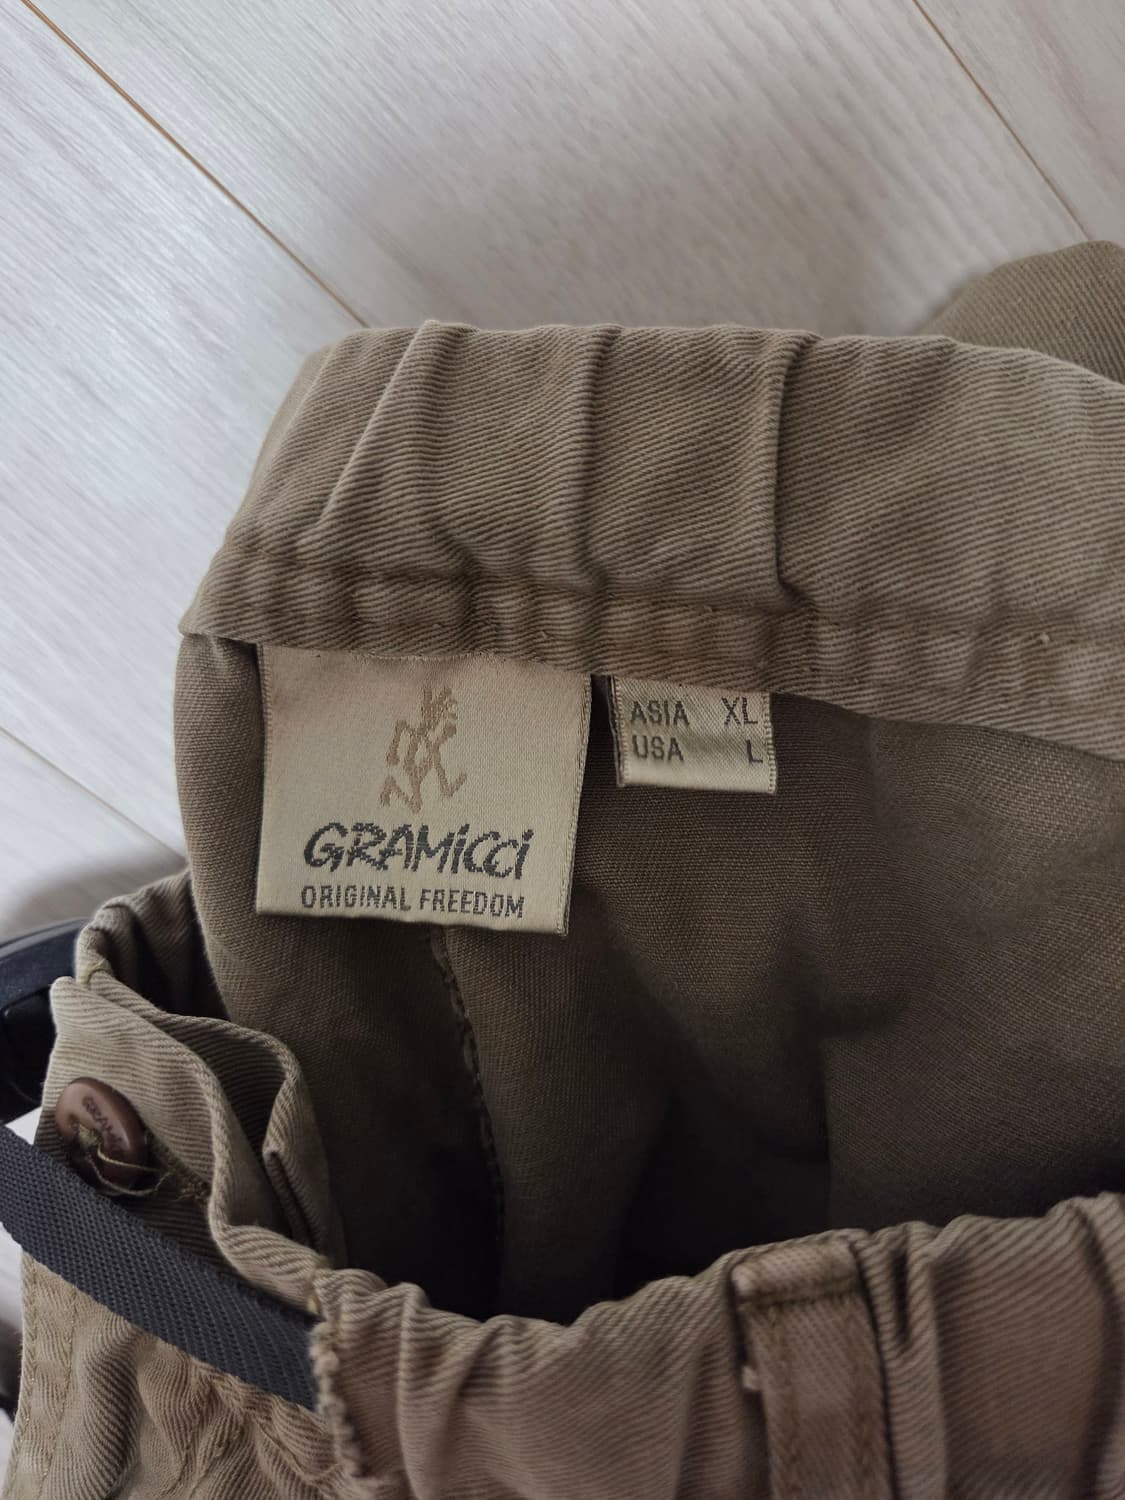 GRAMICCI
ORIGINAL FREEDOM
ASIA XL
USA L